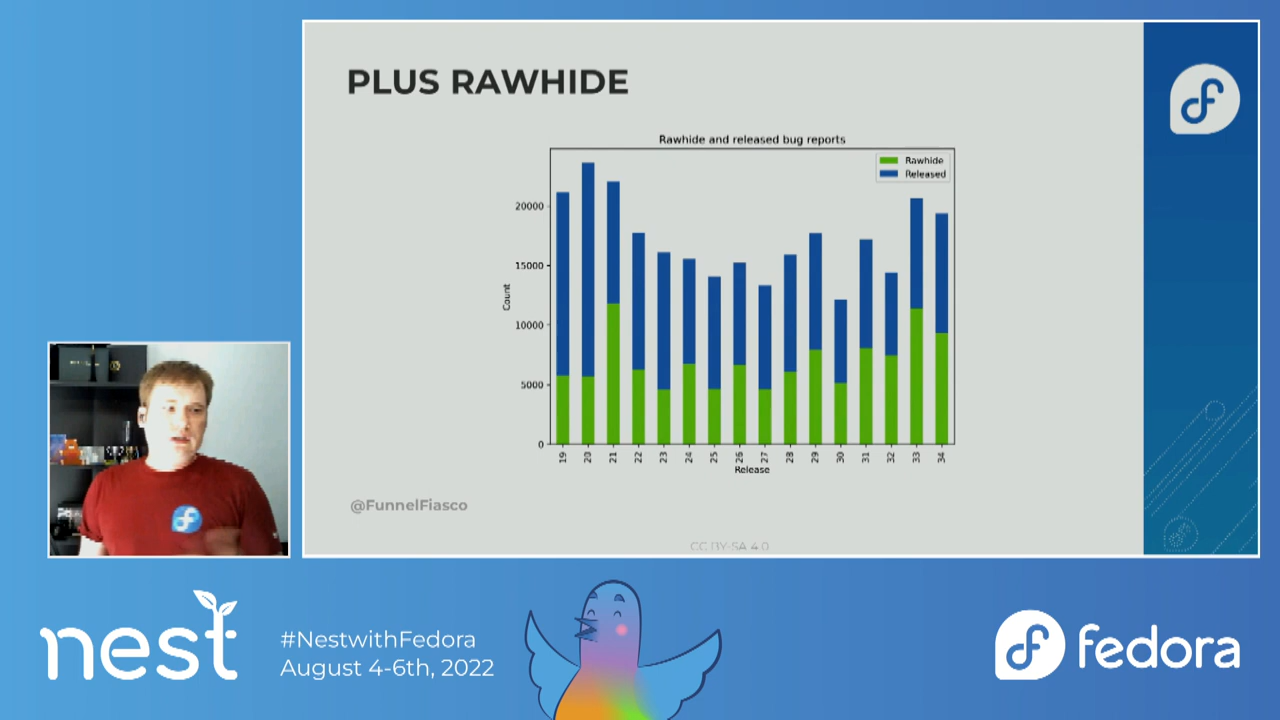 PLUS RAWHIDE
Rawhide and released bug reports
Rawhide
Released
Count
20000
15000
10000
5000
0
19 20 21 22 23 24 25 26 27 28 29 30 31 32 33 34
Release
@FunnelFiasco
CC BY-SA 4.0
nest
#NestwithFedora
August 4-6th, 2022
fedora